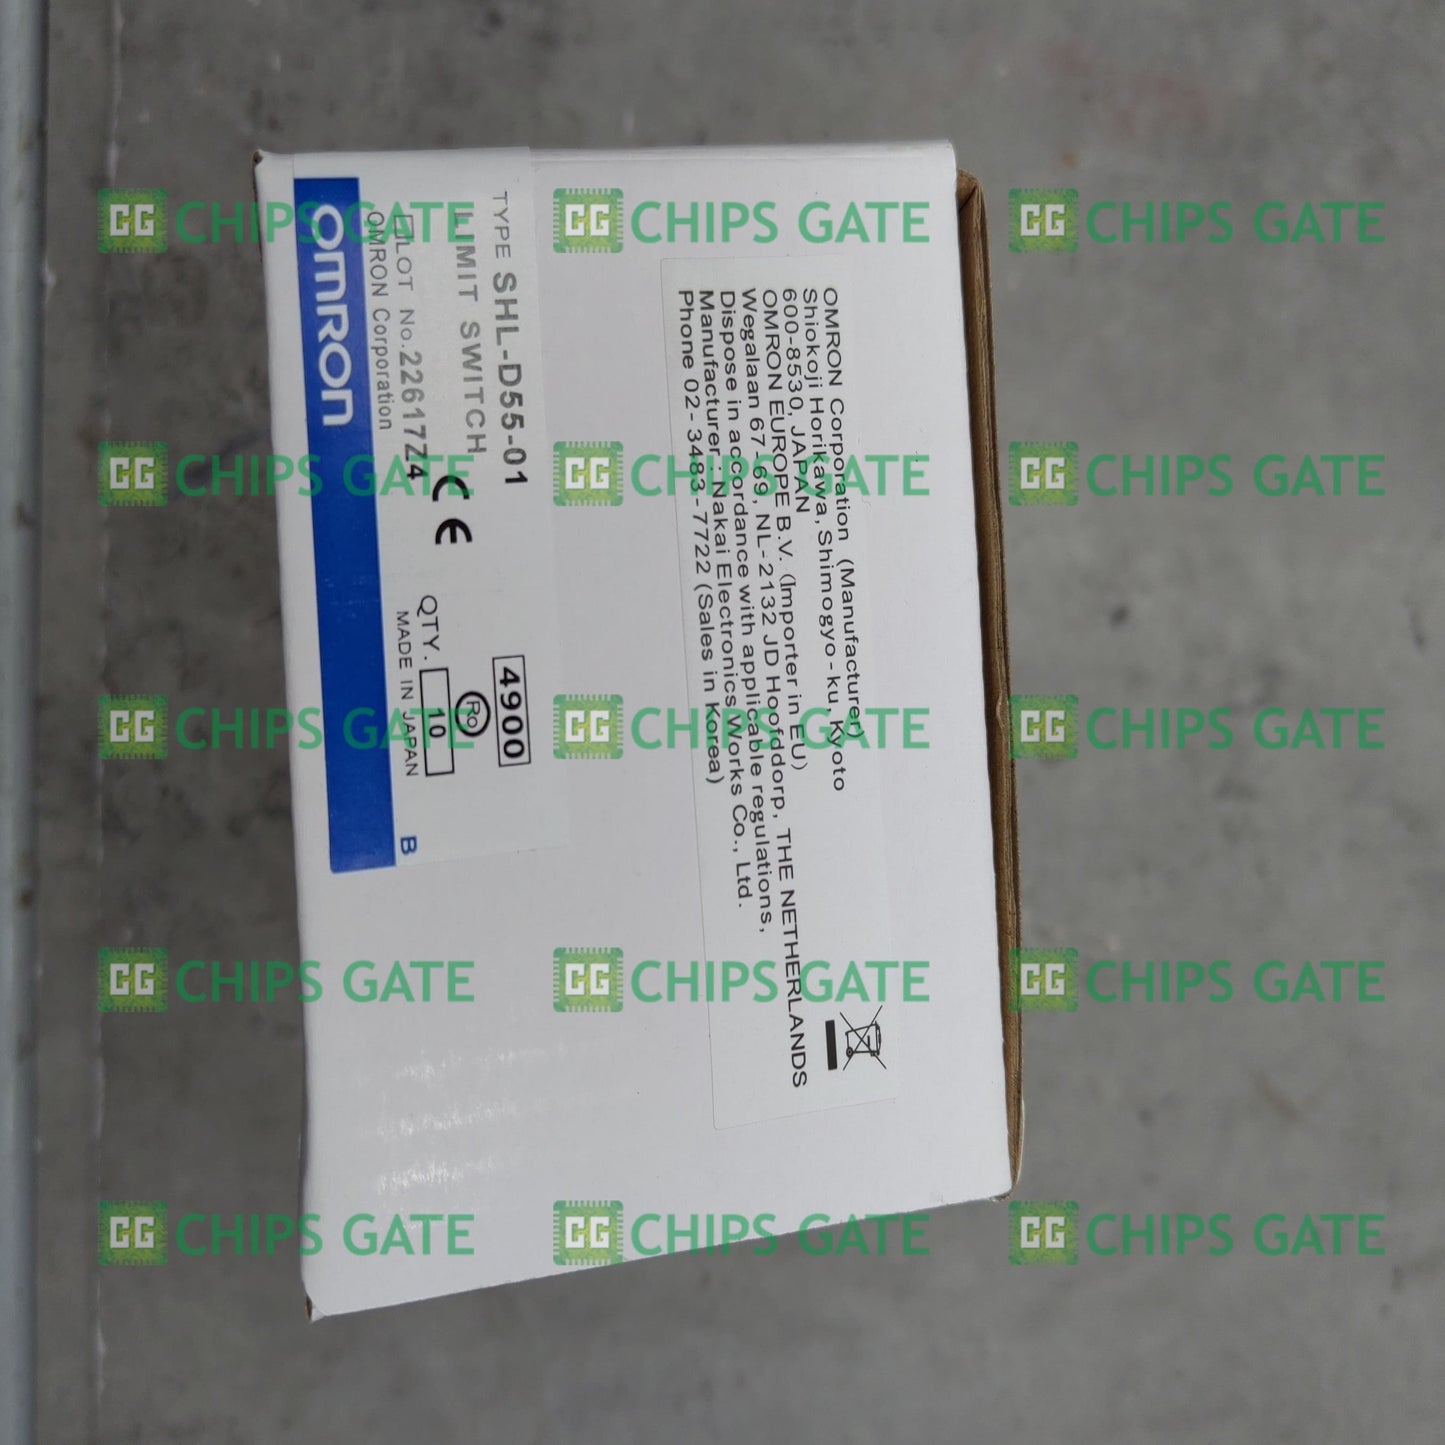 TYPE SHL-D55-01
4900
LIMIT SWITCH
Ro
LOT No.22617Z4
CE
QTY. 10
OMRON Corporation
MADE IN JAPAN
B
OMRON
OMRON Corporation (Manufacturer)
Shiokoji Horikawa, Shimogyo-ku, Kyoto
600-8530, JAPAN
OMRON EUROPE B.V. (Importer in EU)
Wegalaan 67-69, NL-2132 JD Hoofddorp, THE NETHERLANDS
Dispose in accordance with applicable regulations,
Manufacturer : Nakai Electronics Works Co., Ltd.
Phone 02-3483-7722 (Sales in Korea)
CG CHIPS GATE CG CHIPS GATE CG CHIPS GATE
CG CHIPS GATE CG CHIPS GATE CG CHIPS GATE
CG CHIPS GATE CG CHIPS GATE CG CHIPS GATE
CG CHIPS GATE CG CHIPS GATE CG CHIPS GATE
CG CHIPS GATE CG CHIPS GATE CG CHIPS GATE